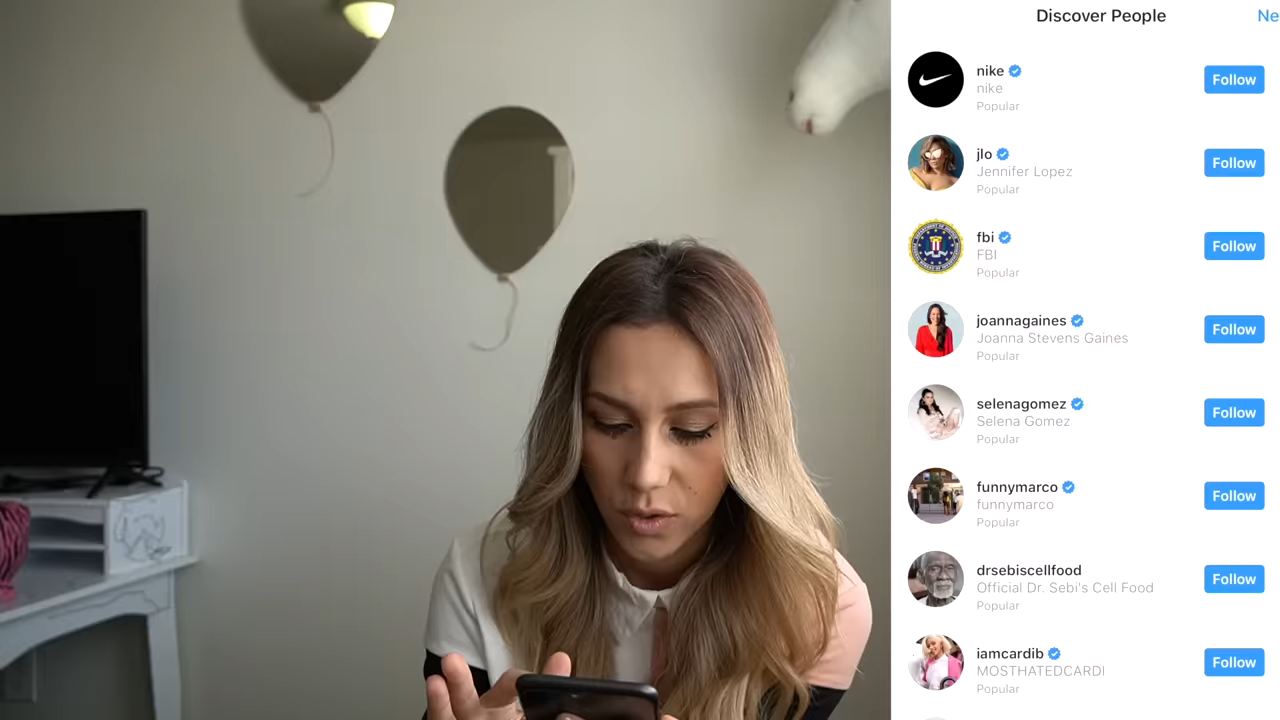 Discover People
Ne
nike
nike
Popular
Follow
jlo
Jennifer Lopez
Popular
Follow
fbi
FBI
Popular
Follow
joannagaines
Joanna Stevens Gaines
Popular
Follow
selenagomez
Selena Gomez
Popular
Follow
funnymarco
funnymarco
Popular
Follow
drsebiscellfood
Official Dr. Sebi's Cell Food
Popular
Follow
iamcardib
MOSTHATEDCARDI
Popular
Follow